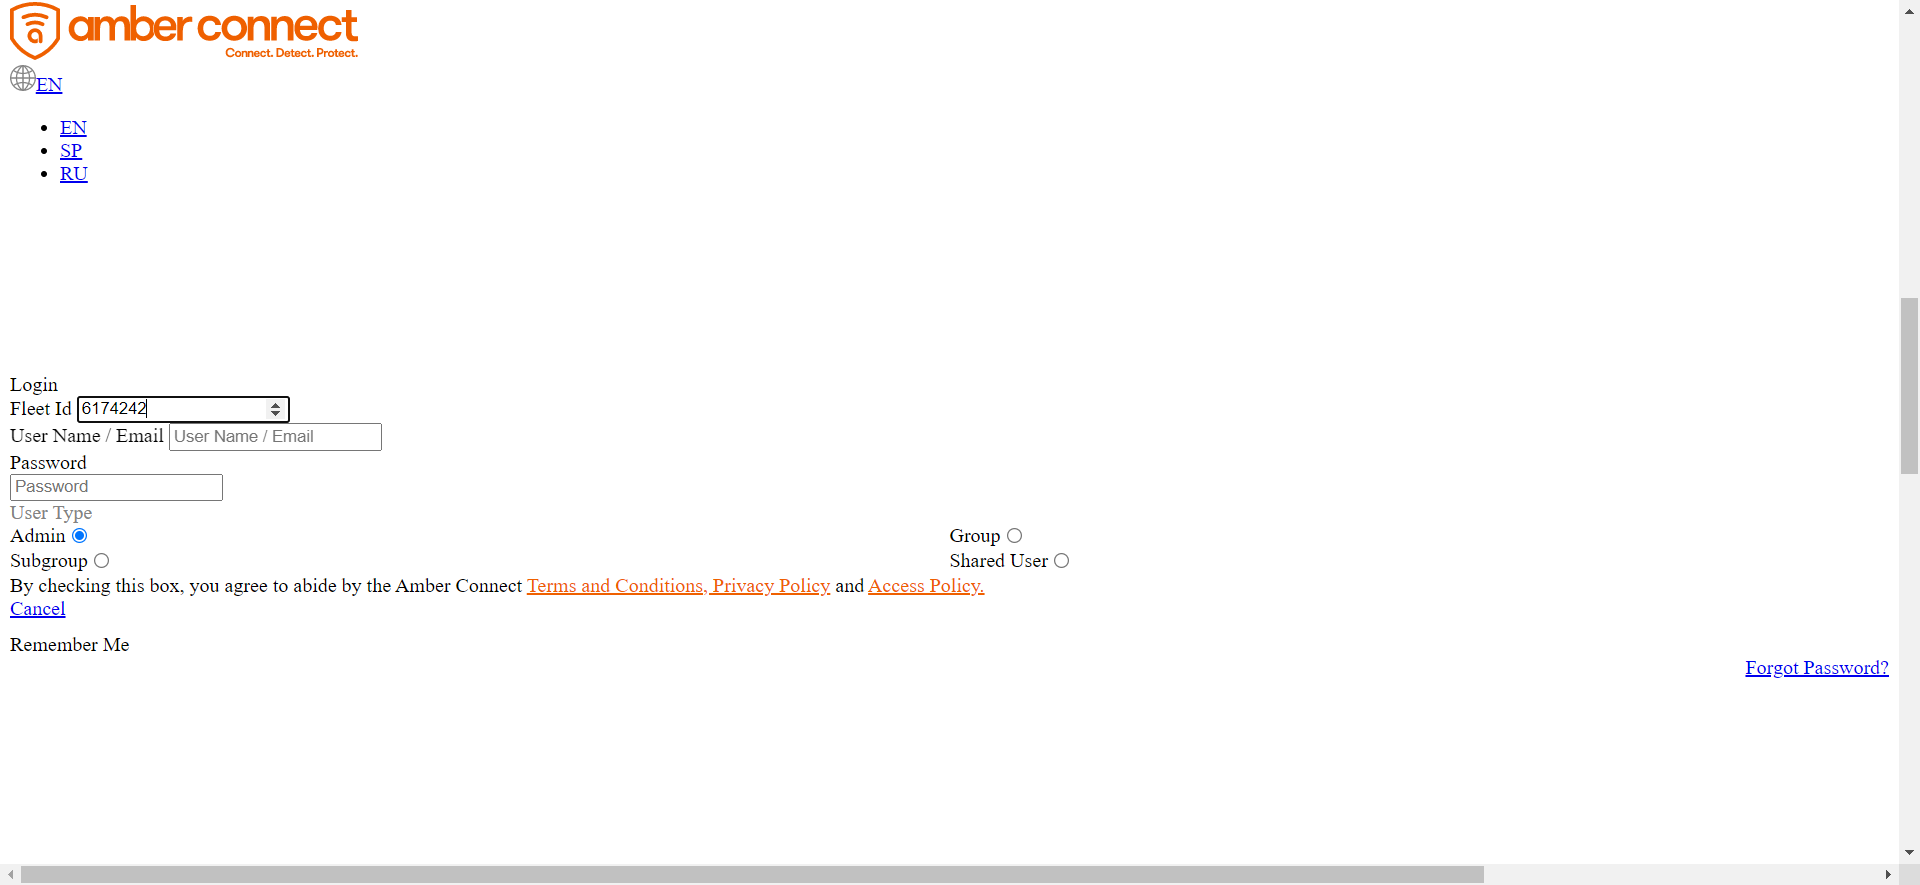 amber connect
Connect. Detect. Protect.
EN
EN
SP
RU
Login
Fleet Id 6174242
User Name / Email User Name / Email
Password
Password
User Type
Admin Group
Subgroup Shared User
By checking this box, you agree to abide by the Amber Connect Terms and Conditions, Privacy Policy and Access Policy.
Cancel
Remember Me
Forgot Password?